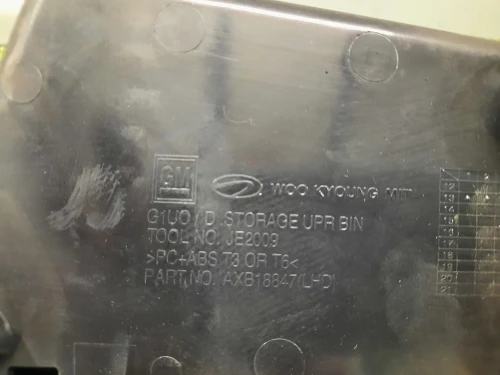 GM WOO KYOUNG MIT.
G1UO I.D. STORAGE UPR BIN
TOOL NO. JE2003
>PC+ABS T3 OR T6<
PART NO. AXB18847(LHD)